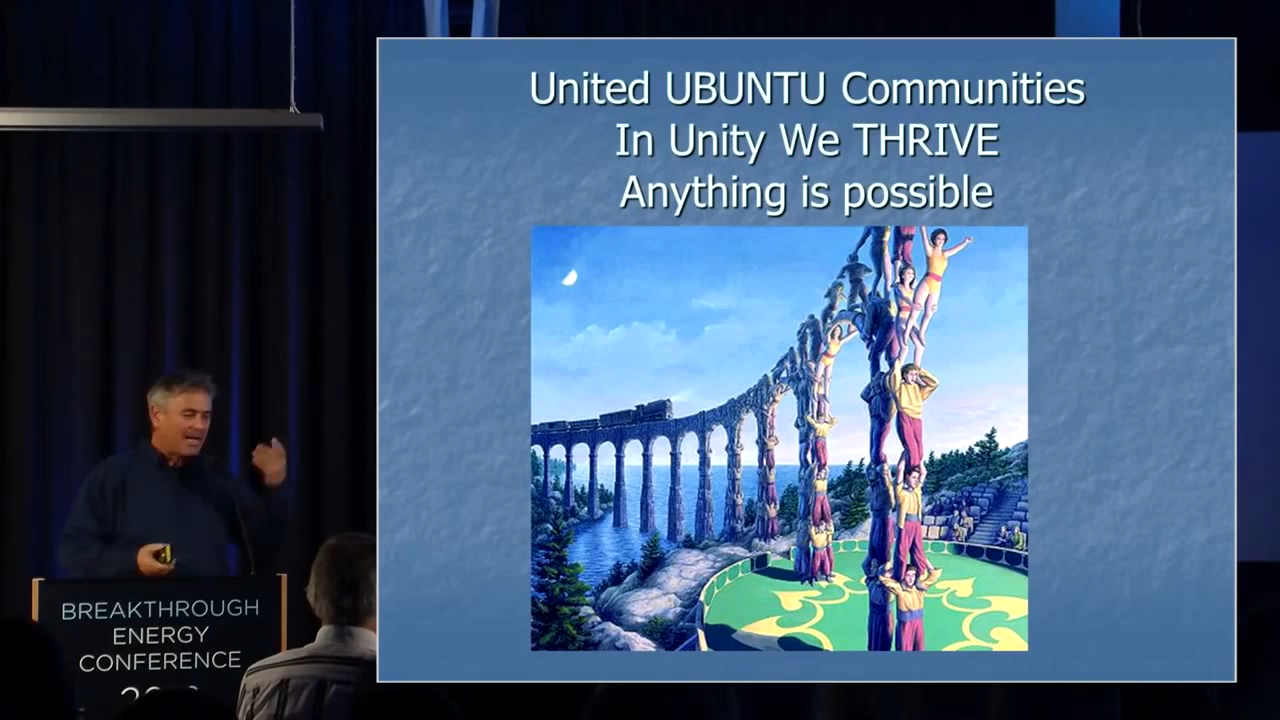 United UBUNTU Communities
In Unity We THRIVE
Anything is possible
BREAKTHROUGH
ENERGY
CONFERENCE